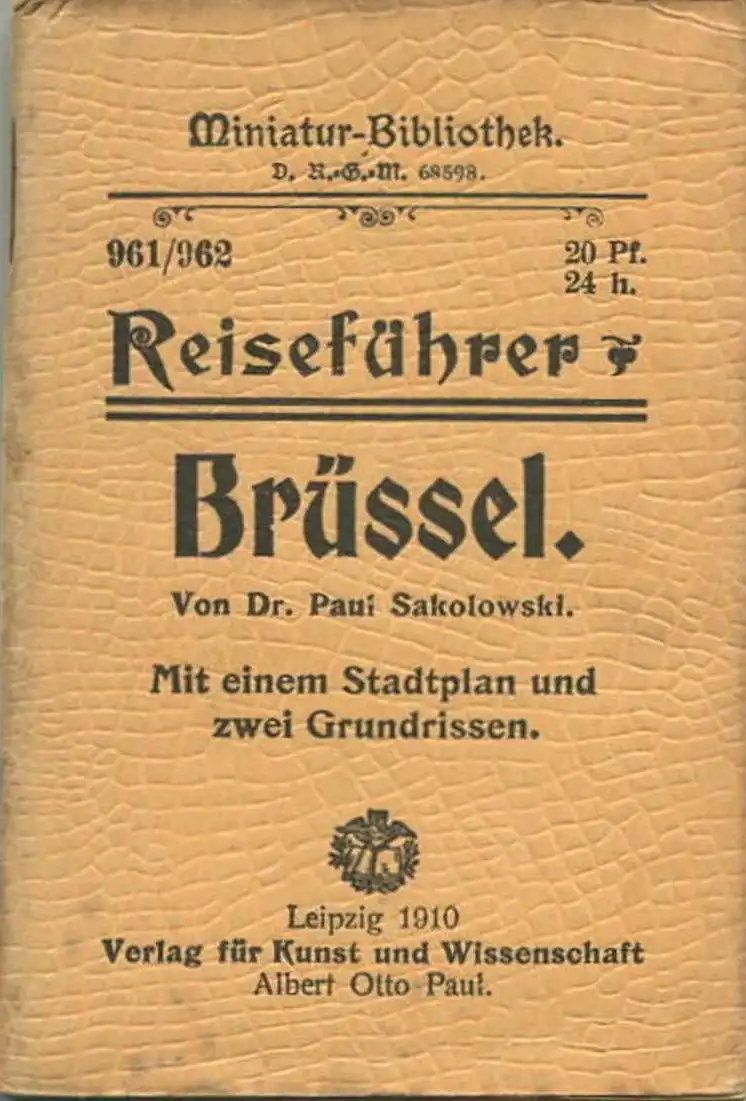 Miniatur-Bibliothek.
D. R.-G.-M. 68598.
961/962
20 Pf.
24 h.
Reiseführer
Brüssel.
Von Dr. Paul Sakolowski.
Mit einem Stadtplan und
zwei Grundrissen.
Leipzig 1910
Verlag für Kunst und Wissenschaft
Albert Otto Paul.